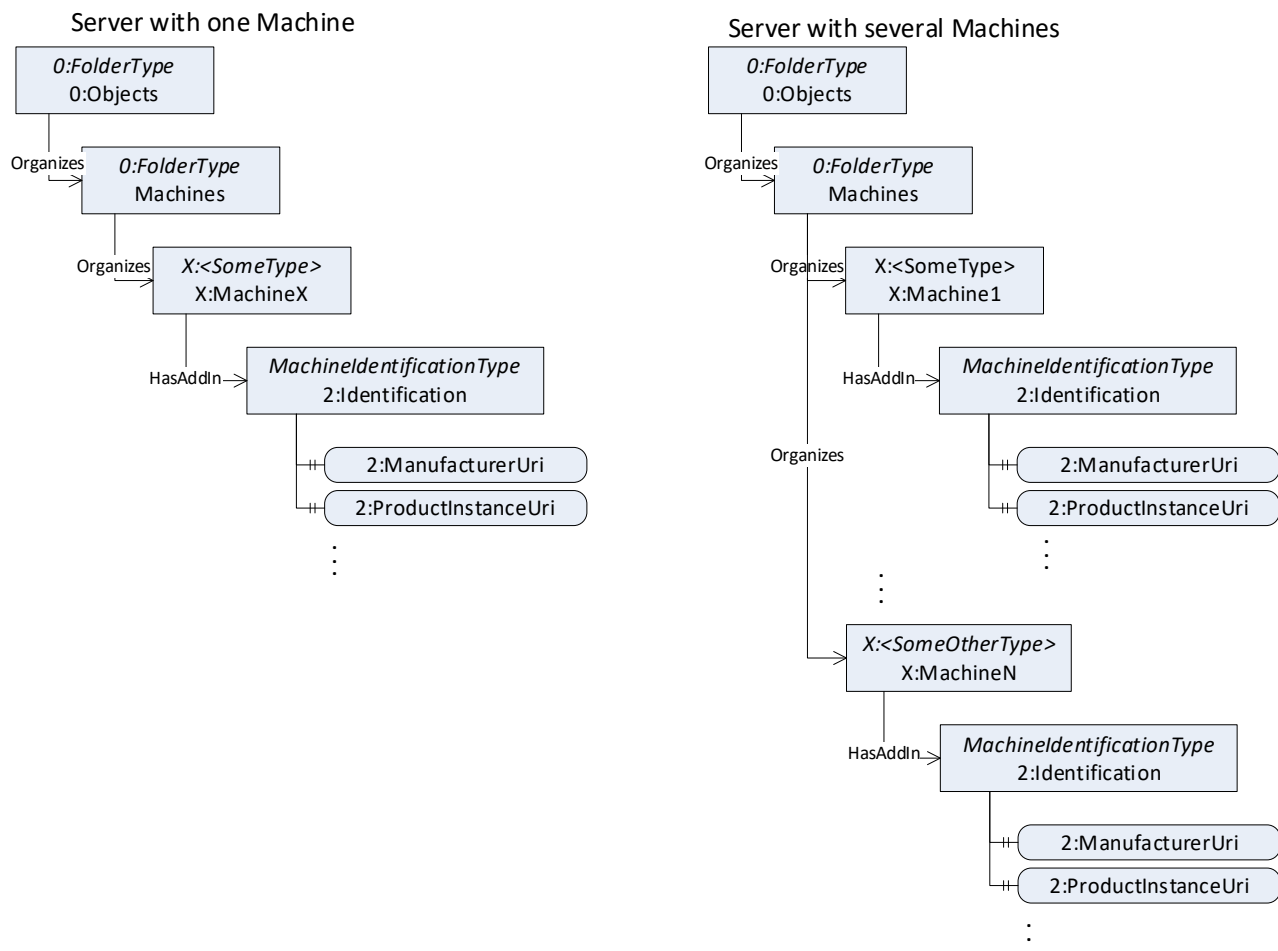 Server with one Machine
0:FolderType
0:Objects
Organizes
0:FolderType
Machines
Organizes
X:<SomeType>
X:MachineX
HasAddIn
MachineIdentificationType
2:Identification
2:ManufacturerUri
2:ProductInstanceUri
Server with several Machines
0:FolderType
0:Objects
Organizes
0:FolderType
Machines
Organizes
X:<SomeType>
X:Machine1
HasAddIn
MachineIdentificationType
2:Identification
2:ManufacturerUri
2:ProductInstanceUri
Organizes
X:<SomeOtherType>
X:MachineN
HasAddIn
MachineIdentificationType
2:Identification
2:ManufacturerUri
2:ProductInstanceUri